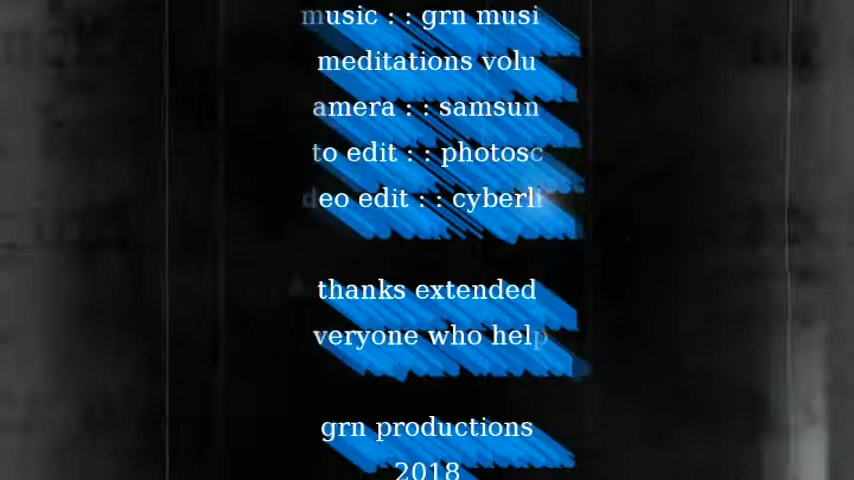 music : : grn musi
meditations volu
amera : : samsun
to edit : : photosc
deo edit : : cyberli
thanks extended
veryone who help
grn productions
2018